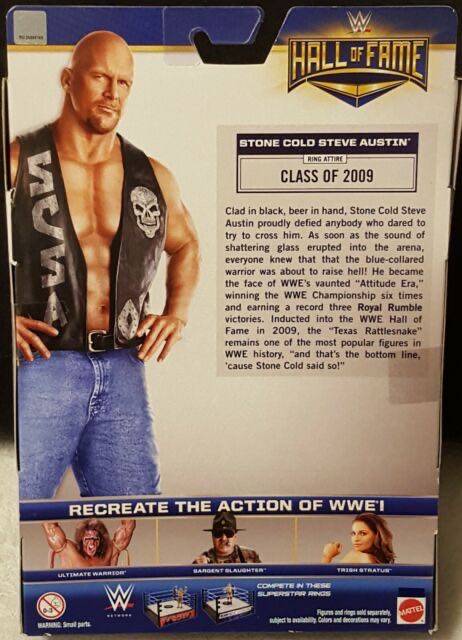 W
HALL OF FAME
STONE COLD STEVE AUSTIN™
RING ATTIRE
CLASS OF 2009
Clad in black, beer in hand, Stone Cold Steve
Austin proudly defied anybody who dared to
try to cross him. As soon as the sound of
shattering glass erupted into the arena,
everyone knew that that the blue-collared
warrior was about to raise hell! He became
the face of WWE's vaunted “Attitude Era,”
winning the WWE Championship six times
and earning a record three Royal Rumble
victories. Inducted into the WWE Hall of
Fame in 2009, the “Texas Rattlesnake”
remains one of the most popular figures in
WWE history, “and that's the bottom line,
'cause Stone Cold said so!”
RECREATE THE ACTION OF WWE®!
ULTIMATE WARRIOR™
SARGENT SLAUGHTER™
TRISH STRATUS™
0-3
WARNING: Small parts.
W
NETWORK
COMPETE IN THESE
SUPERSTAR RINGS
Figures and rings sold separately,
subject to availability. Colors and decorations may vary.
MATTEL